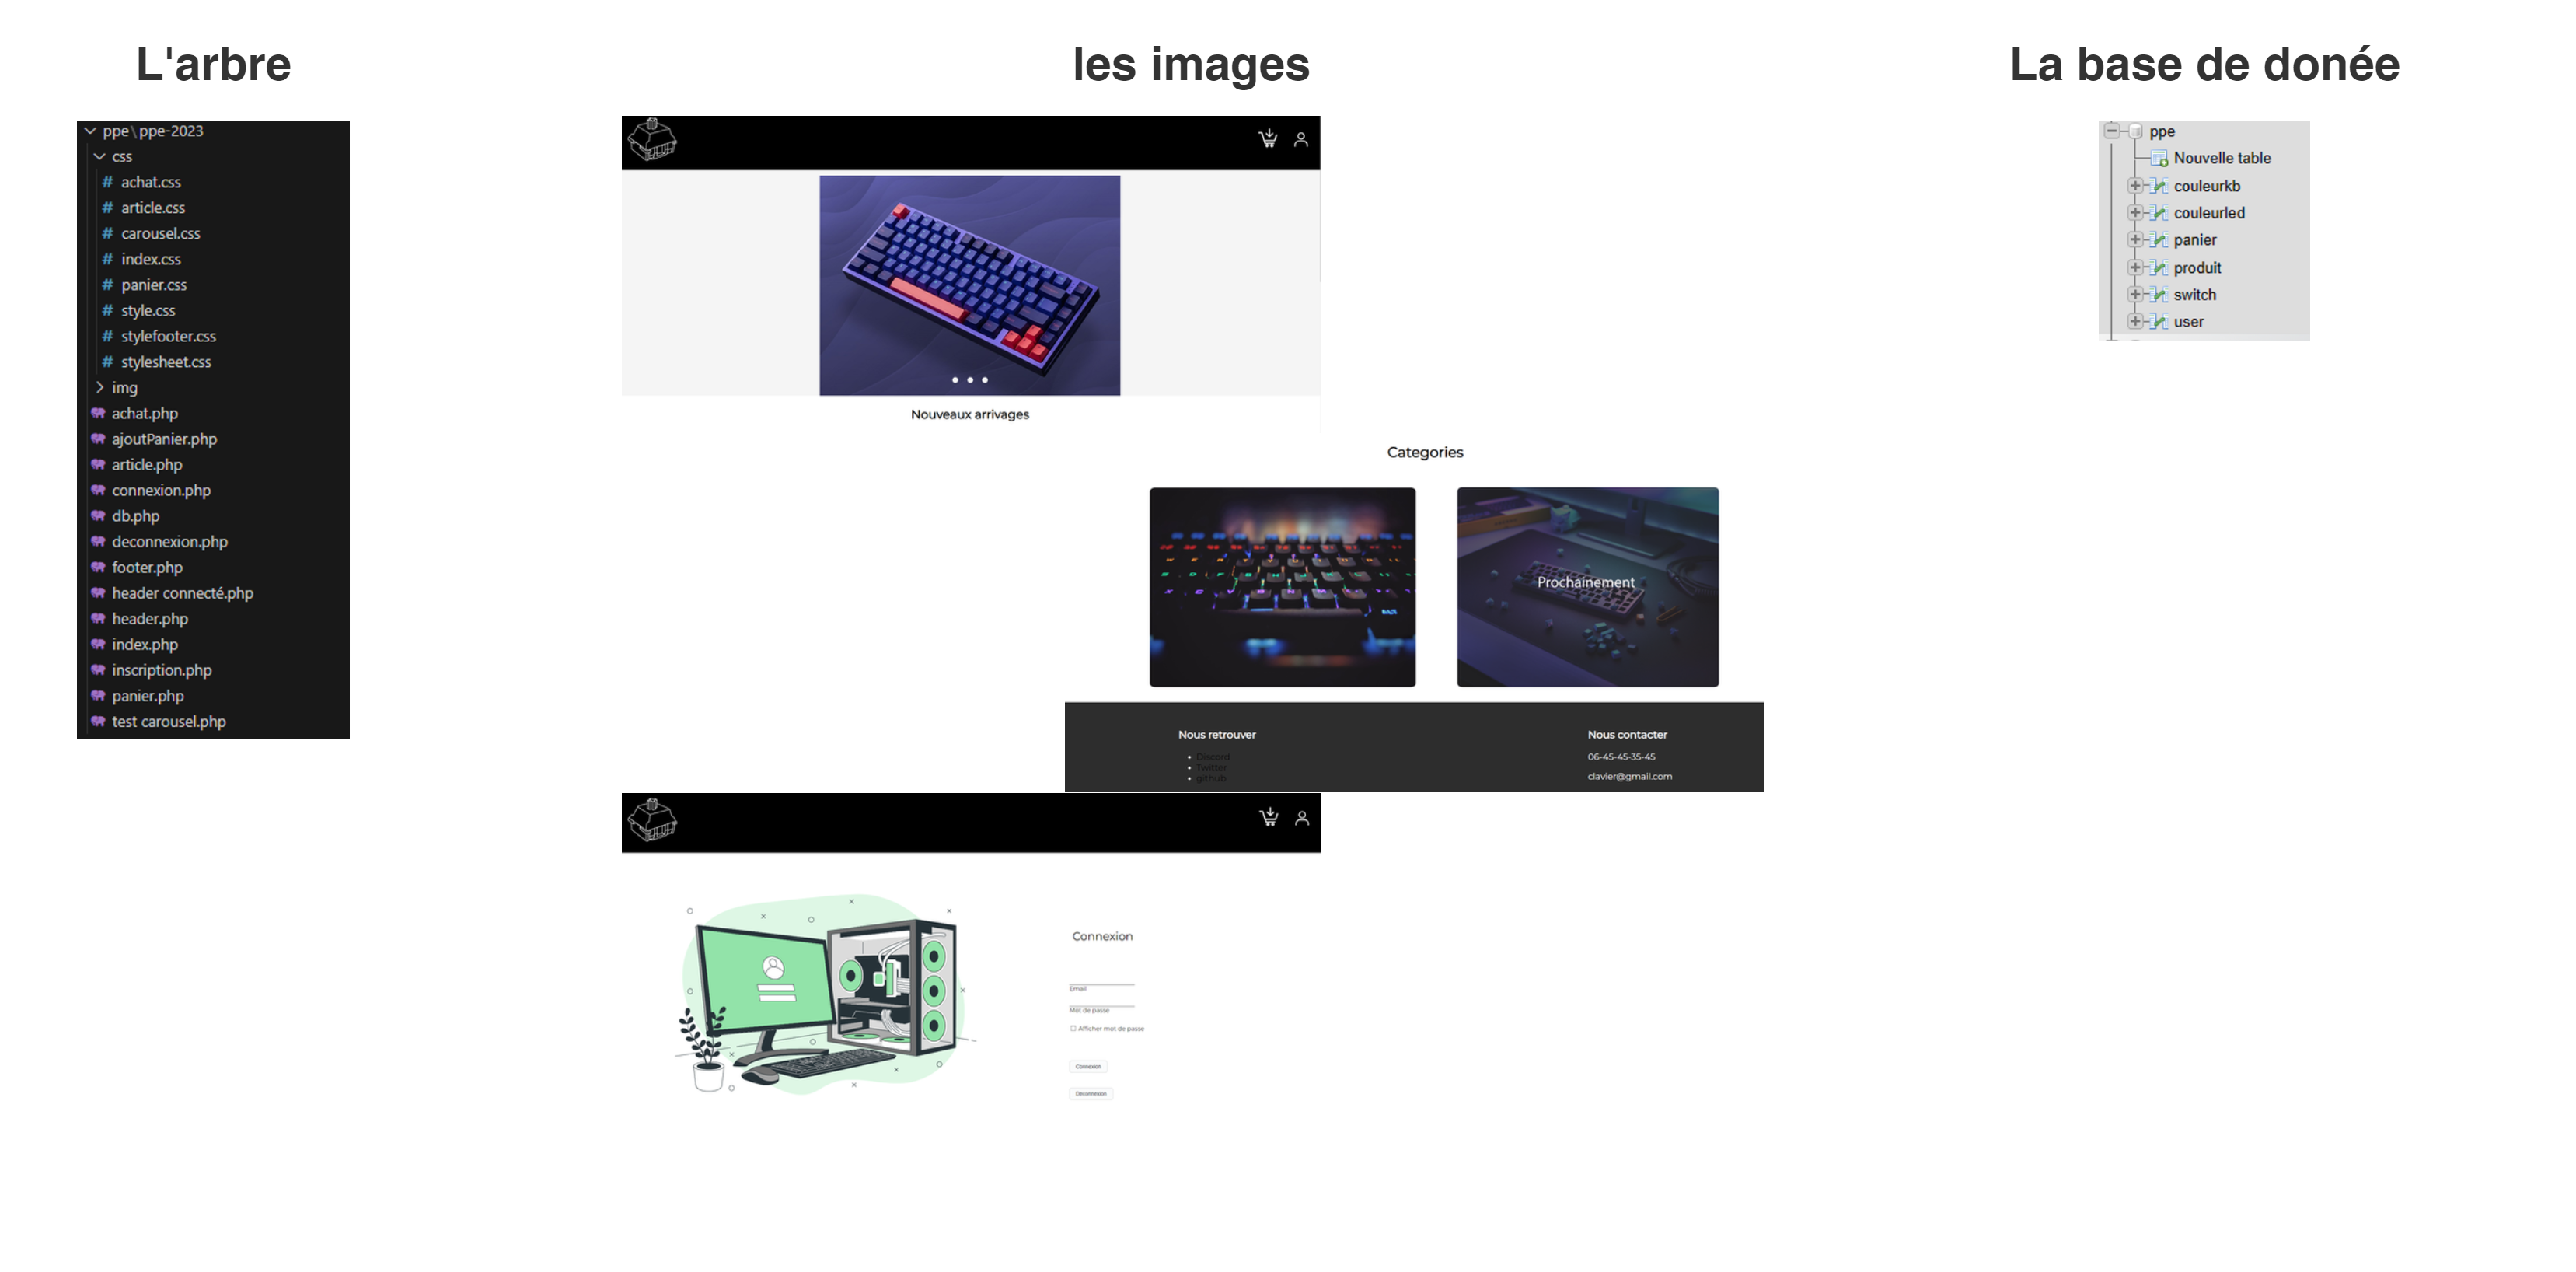 L'arbre
ppe\ppe-2023
css
# achat.css
# article.css
# carousel.css
# index.css
# panier.css
# style.css
# stylefooter.css
# stylesheet.css
img
achat.php
ajoutPanier.php
article.php
connexion.php
db.php
deconnexion.php
footer.php
header connecté.php
header.php
index.php
inscription.php
panier.php
test carousel.php
les images
Nouveaux arrivages
Categories
Prochainement
Nous retrouver
Discord
Twitter
github
Nous contacter
06-45-45-35-45
clavier@gmail.com
Connexion
Email
Mot de passe
Afficher mot de passe
Connexion
Deconnexion
La base de donée
ppe
Nouvelle table
couleurkb
couleurled
panier
produit
switch
user